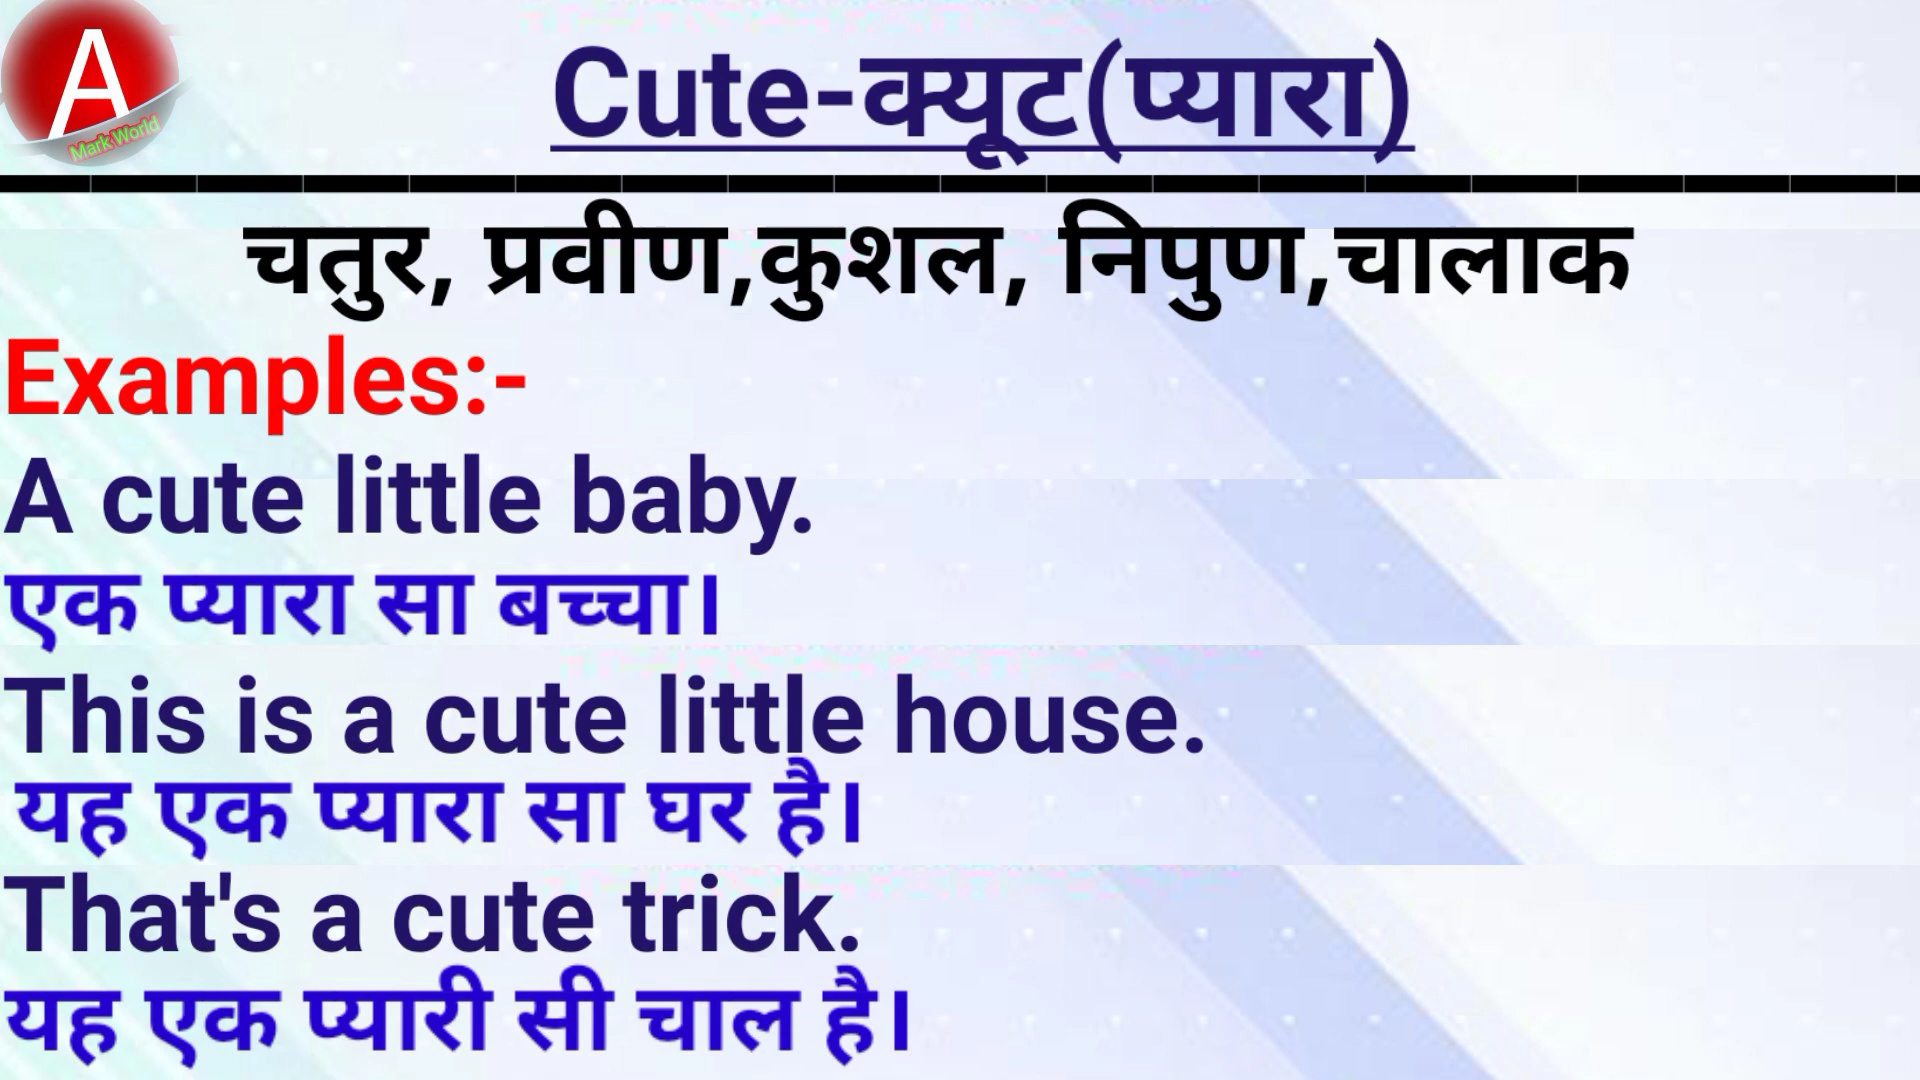 A
Mark World
Cute-क्यूट(प्यारा)
चतुर, प्रवीण,कुशल, निपुण,चालाक
Examples:-
A cute little baby.
एक प्यारा सा बच्चा।
This is a cute little house.
यह एक प्यारा सा घर है।
That's a cute trick.
यह एक प्यारी सी चाल है।